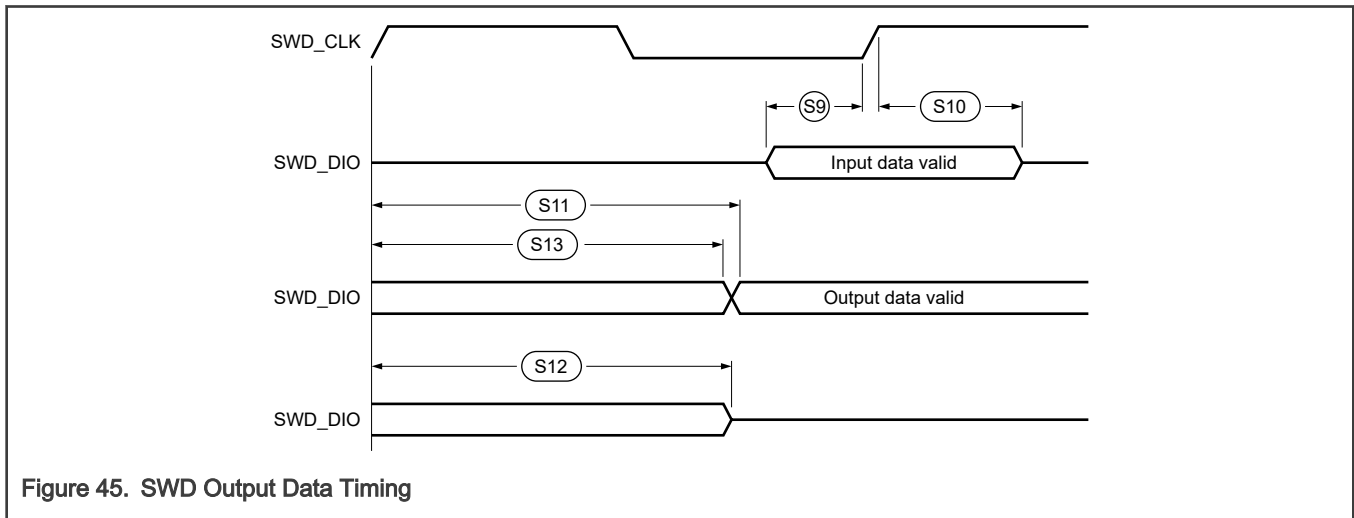 SWD_CLK
S9
S10
SWD_DIO
Input data valid
S11
S13
SWD_DIO
Output data valid
S12
SWD_DIO
Figure 45. SWD Output Data Timing